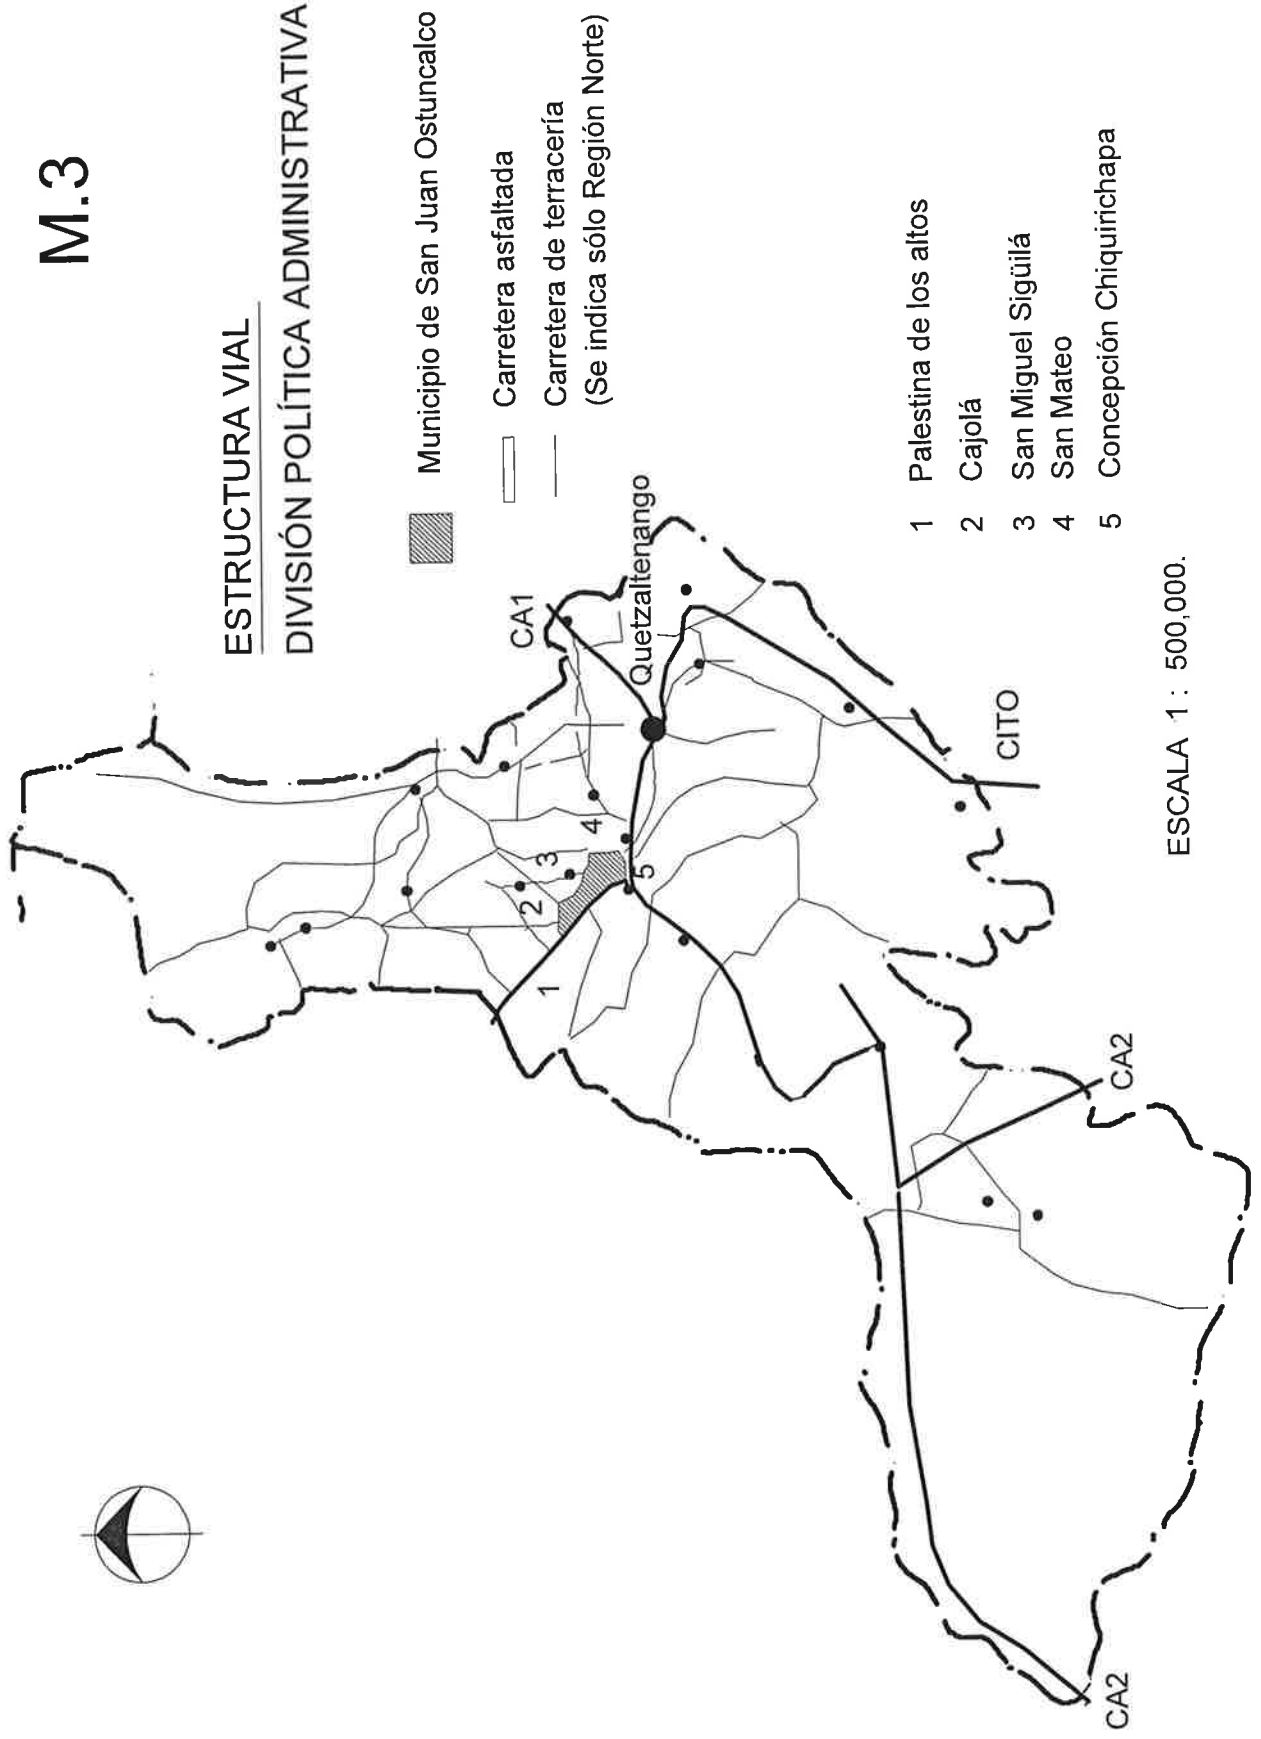 M.3
ESTRUCTURA VIAL
DIVISIÓN POLÍTICA ADMINISTRATIVA
Municipio de San Juan Ostuncalco
Carretera asfaltada
Carretera de terracería
(Se indica sólo Región Norte)
CA1
Quetzaltenango
1
2
3
4
5
CITO
CA2
CA2
1 Palestina de los altos
2 Cajolá
3 San Miguel Sigüilá
4 San Mateo
5 Concepción Chiquirichapa
ESCALA 1 : 500,000.